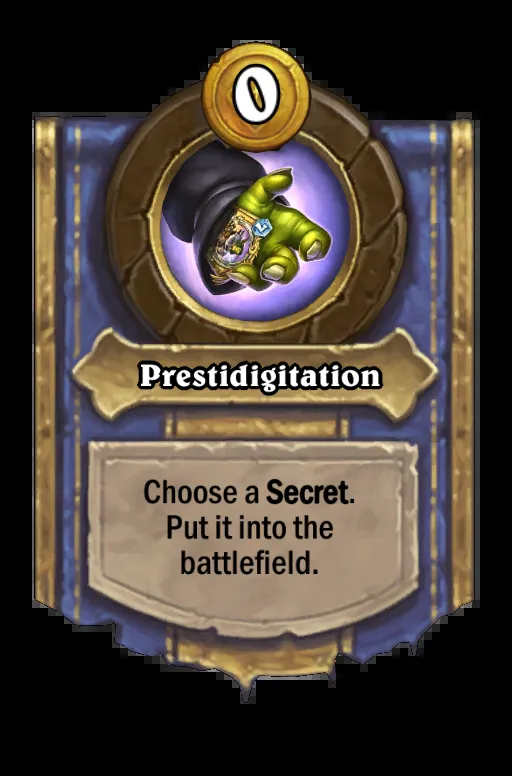 0
Prestidigitation
Choose a Secret.
Put it into the
battlefield.